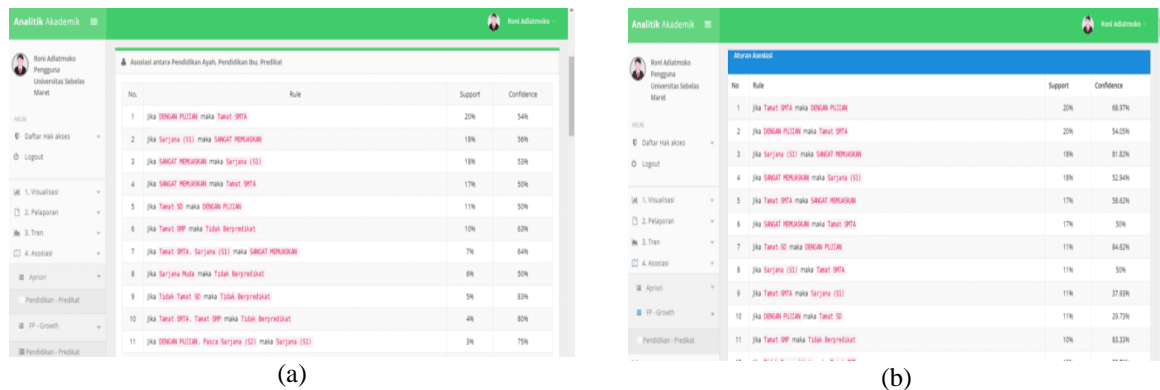 Analitik Akademik
Roni Adiatmoko
Roni Adiatmoko
Pengguna
Universitas Sebelas
Maret
AKUN
Daftar Hak akses
Logout
1. Visualisasi
2. Pelaporan
3. Tren
4. Asosiasi
Apriori
Pendidikan - Predikat
FP - Growth
Pendidikan - Predikat
Asosiasi antara Pendidikan Ayah, Pendidikan Ibu, Predikat
No. Rule Support Confidence
1 Jika DENGAN PUJIAN maka Tamat SMTA 20% 54%
2 Jika Sarjana (S1) maka SANGAT MEMUASKAN 18% 56%
3 Jika SANGAT MEMUASKAN maka Sarjana (S1) 18% 53%
4 Jika SANGAT MEMUASKAN maka Tamat SMTA 17% 50%
5 Jika Tamat SD maka DENGAN PUJIAN 11% 50%
6 Jika Tamat SMP maka Tidak Berpredikat 10% 63%
7 Jika Tamat SMTA, Sarjana (S1) maka SANGAT MEMUASKAN 7% 64%
8 Jika Sarjana Muda maka Tidak Berpredikat 6% 50%
9 Jika Tidak Tamat SD maka Tidak Berpredikat 5% 83%
10 Jika Tamat SMTA, Tamat SMP maka Tidak Berpredikat 4% 80%
11 Jika DENGAN PUJIAN, Pasca Sarjana (S2) maka Sarjana (S1) 3% 75%
(a)
Analitik Akademik
Roni Adiatmoko
Roni Adiatmoko
Pengguna
Universitas Sebelas
Maret
AKUN
Daftar Hak akses
Logout
1. Visualisasi
2. Pelaporan
3. Tren
4. Asosiasi
Apriori
FP - Growth
Pendidikan - Predikat
Aturan Asosiasi
No Rule Support Confidence
1 Jika Tamat SMTA maka DENGAN PUJIAN 20% 68.97%
2 Jika DENGAN PUJIAN maka Tamat SMTA 20% 54.05%
3 Jika Sarjana (S1) maka SANGAT MEMUASKAN 18% 81.82%
4 Jika SANGAT MEMUASKAN maka Sarjana (S1) 18% 52.94%
5 Jika Tamat SMTA maka SANGAT MEMUASKAN 17% 58.62%
6 Jika SANGAT MEMUASKAN maka Tamat SMTA 17% 50%
7 Jika Tamat SD maka DENGAN PUJIAN 11% 84.62%
8 Jika Sarjana (S1) maka Tamat SMTA 11% 50%
9 Jika Tamat SMTA maka Sarjana (S1) 11% 37.93%
10 Jika DENGAN PUJIAN maka Tamat SD 11% 29.73%
11 Jika Tamat SMP maka Tidak Berpredikat 10% 83.33%
(b)